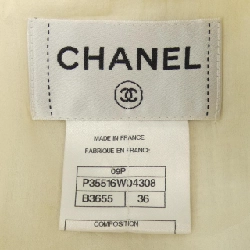 CHANEL
MADE IN FRANCE
FABRIQUE EN FRANCE
09P
P35516W04308
B3655 36
COMPOSITION